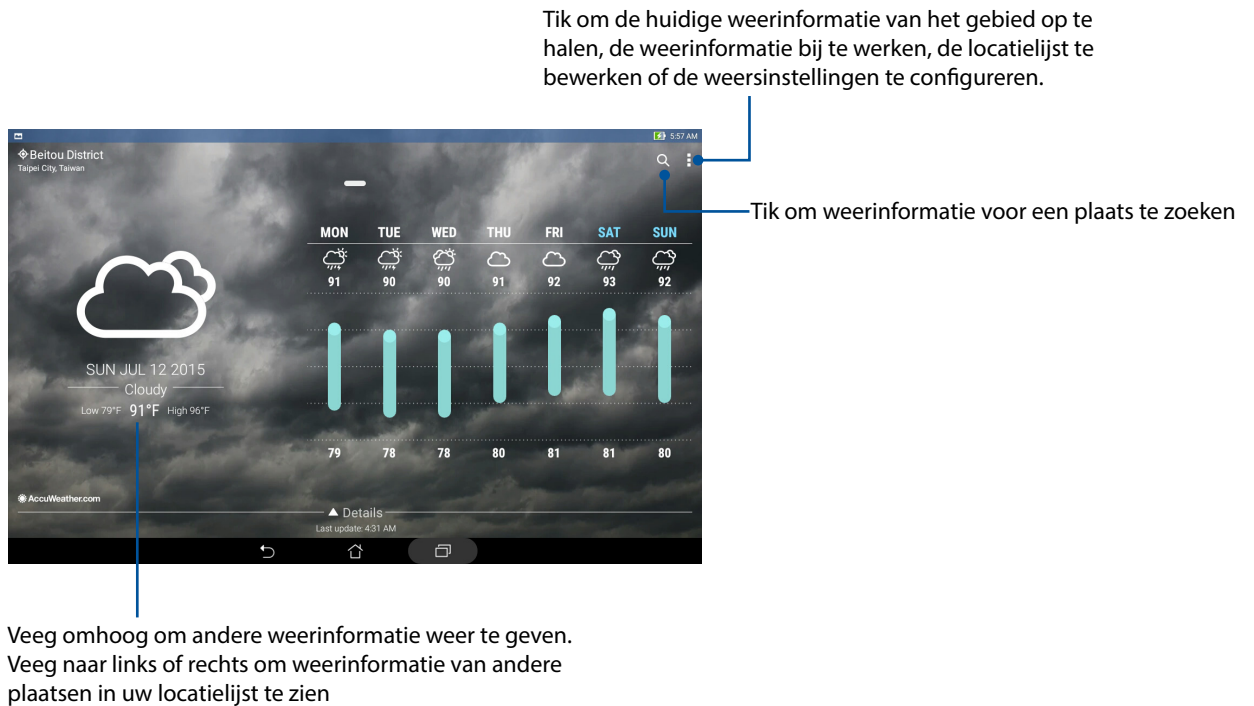 Tik om de huidige weerinformatie van het gebied op te
halen, de weerinformatie bij te werken, de locatielijst te
bewerken of de weersinstellingen te configureren.
5:57 AM
Beitou District
Taipei City, Taiwan
Tik om weerinformatie voor een plaats te zoeken
MON TUE WED THU FRI SAT SUN
91 90 90 91 92 93 92
SUN JUL 12 2015
Cloudy
Low 79°F 91°F High 96°F
79 78 78 80 81 81 80
AccuWeather.com
Details
Last update: 4:31 AM
Veeg omhoog om andere weerinformatie weer te geven.
Veeg naar links of rechts om weerinformatie van andere
plaatsen in uw locatielijst te zien